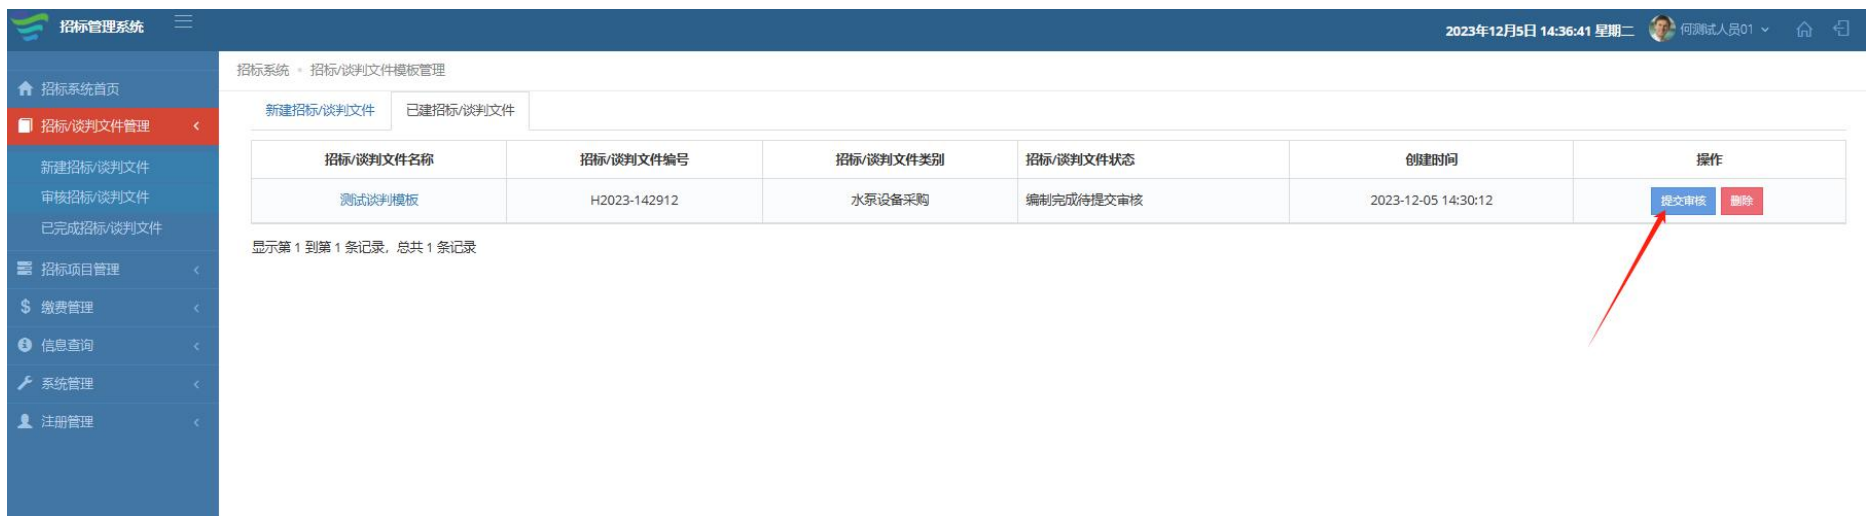 招标管理系统
2023年12月5日 14:36:41 星期二 何测试人员01
招标系统 • 招标/谈判文件模板管理
招标系统首页
招标/谈判文件管理
新建招标/谈判文件
审核招标/谈判文件
已完成招标/谈判文件
招标项目管理
缴费管理
信息查询
系统管理
注册管理
新建招标/谈判文件 已建招标/谈判文件
招标/谈判文件名称 招标/谈判文件编号 招标/谈判文件类别 招标/谈判文件状态 创建时间 操作
测试谈判模板 H2023-142912 水泵设备采购 编制完成待提交审核 2023-12-05 14:30:12 提交审核 删除
显示第 1 到第 1 条记录，总共 1 条记录